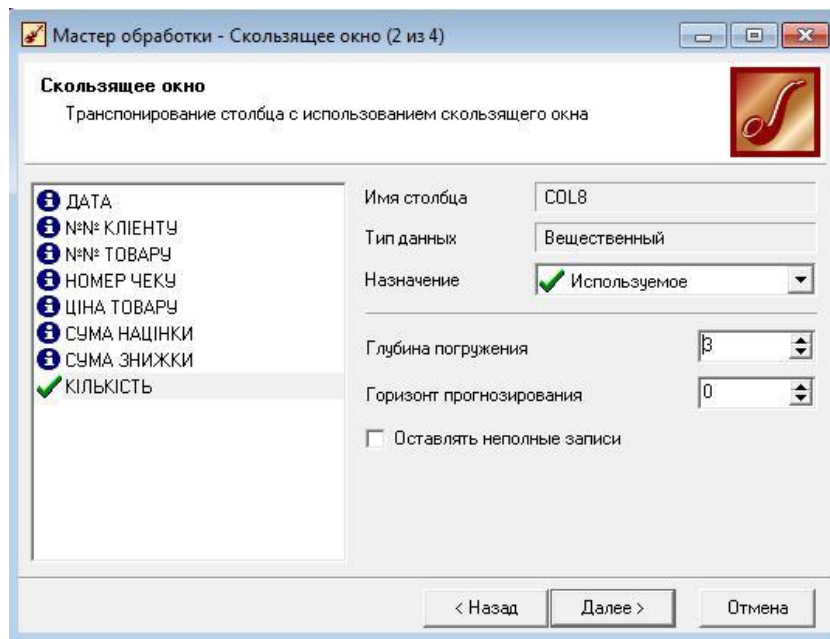 Мастер обработки - Скользящее окно (2 из 4)
Скользящее окно
Транспонирование столбца с использованием скользящего окна
ДАТА
№№ КЛІЕНТУ
№№ ТОВАРУ
НОМЕР ЧЕКУ
ЦІНА ТОВАРУ
СУМА НАЦІНКИ
СУМА ЗНИЖКИ
КІЛЬКІСТЬ
Имя столбца COL8
Тип данных Вещественный
Назначение Используемое
Глубина погружения 3
Горизонт прогнозирования 0
Оставлять неполные записи
< Назад Далее > Отмена